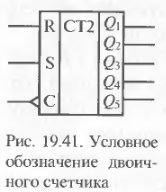 R CT2 Q1
Q2
S Q3
Q4
C Q5
Рис. 19.41. Условное
обозначение двоич-
ного счетчика